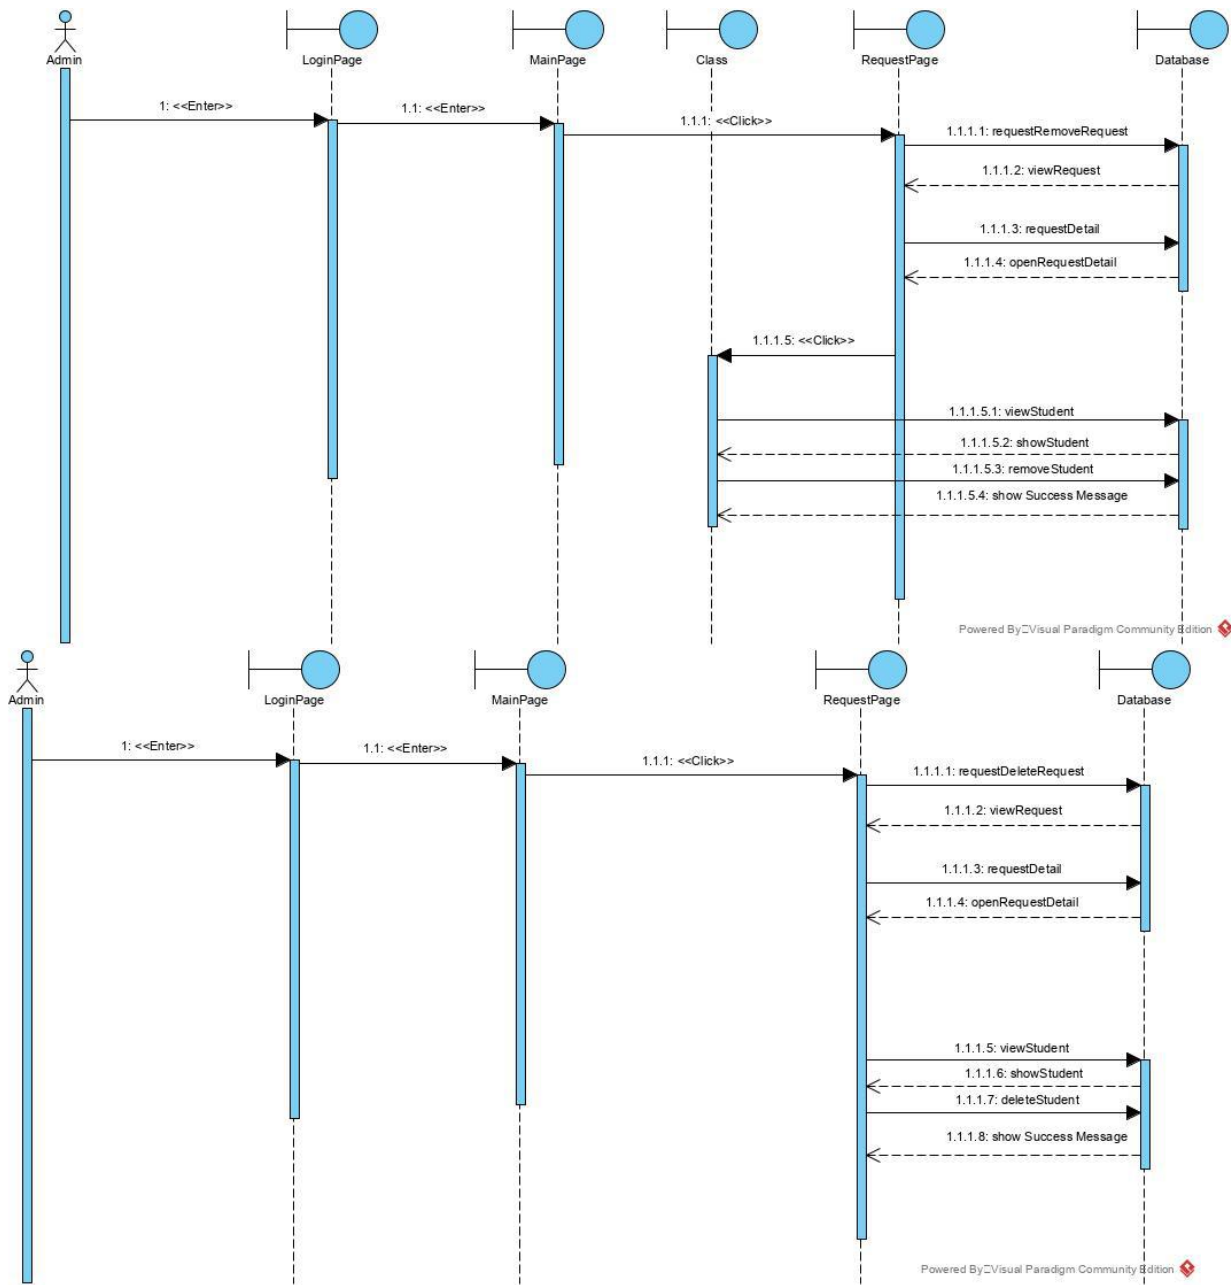 Admin
LoginPage
MainPage
Class
RequestPage
Database
1: <<Enter>>
1.1: <<Enter>>
1.1.1: <<Click>>
1.1.1.1: requestRemoveRequest
1.1.1.2: viewRequest
1.1.1.3: requestDetail
1.1.1.4: openRequestDetail
1.1.1.5: <<Click>>
1.1.1.5.1: viewStudent
1.1.1.5.2: showStudent
1.1.1.5.3: removeStudent
1.1.1.5.4: show Success Message
Powered By Visual Paradigm Community Edition
Admin
LoginPage
MainPage
RequestPage
Database
1: <<Enter>>
1.1: <<Enter>>
1.1.1: <<Click>>
1.1.1.1: requestDeleteRequest
1.1.1.2: viewRequest
1.1.1.3: requestDetail
1.1.1.4: openRequestDetail
1.1.1.5: viewStudent
1.1.1.6: showStudent
1.1.1.7: deleteStudent
1.1.1.8: show Success Message
Powered By Visual Paradigm Community Edition